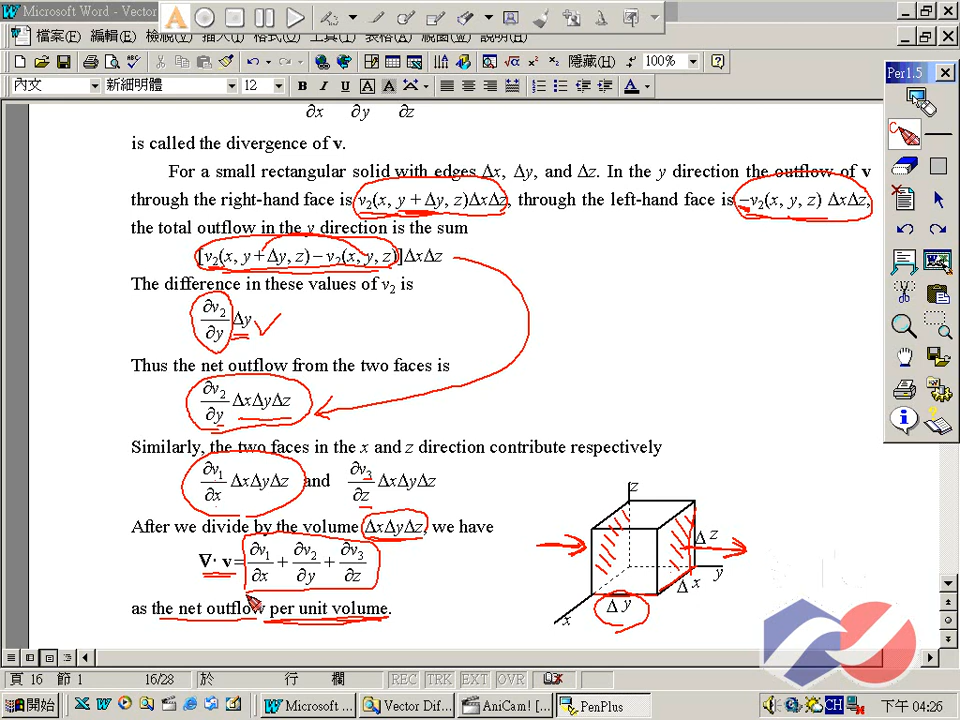 Microsoft Word - Vector
檔案(F) 編輯(E) 檢視(V) 插入(I) 格式(O) 工具(T) 表格(A) 視窗(W) 說明(H)
隱藏(H) 100%
內文 新細明體 12 B I U A A
Per1.5
∂x ∂y ∂z
is called the divergence of v.
For a small rectangular solid with edges Δx, Δy, and Δz. In the y direction the outflow of v
through the right-hand face is v₂(x, y + Δy, z)ΔxΔz, through the left-hand face is −v₂(x, y, z) ΔxΔz,
the total outflow in the y direction is the sum
[v₂(x, y+Δy, z) − v₂(x, y, z)]ΔxΔz
The difference in these values of v₂ is
∂v₂/∂y Δy
Thus the net outflow from the two faces is
∂v₂/∂y ΔxΔyΔz
Similarly, the two faces in the x and z direction contribute respectively
∂v₁/∂x ΔxΔyΔz and ∂v₃/∂z ΔxΔyΔz
After we divide by the volume ΔxΔyΔz, we have
∇· v = ∂v₁/∂x + ∂v₂/∂y + ∂v₃/∂z
as the net outflow per unit volume.
z
Δ z
y
Δ x
Δ y
x
頁 16 節 1 16/28 於 行 欄 REC TRK EXT OVR
開始 Microsoft ... Vector Dif... AniCam! [... PenPlus CH 下午 04:26